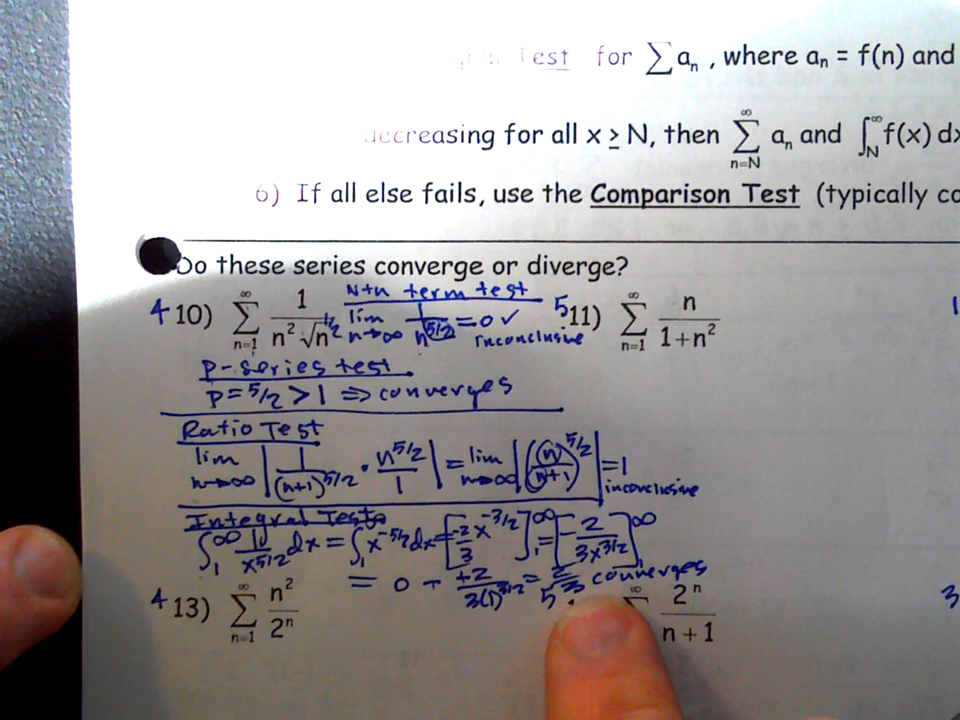 Test for ∑ aₙ , where aₙ = f(n) and
decreasing for all x ≥ N, then ∑_{n=N}^{∞} aₙ and ∫_N^∞ f(x) dx
6) If all else fails, use the Comparison Test (typically co
Do these series converge or diverge?
4 10) ∑_{n=1}^{∞} 1/(n² √n) 1/2
Nth term test
lim_{n→∞} 1/n^{5/2} = 0 ✓ inconclusive
5 11) ∑_{n=1}^{∞} n/(1+n²)
1
P-series test
P = 5/2 > 1 ⇒ converges
Ratio Test
lim_{n→∞} | 1/(n+1)^{5/2} · n^{5/2}/1 | = lim_{n→∞} | (n/(n+1))^{5/2} | = 1 inconclusive
Integral Test
∫_1^∞ 1/x^{5/2} dx = ∫_1 x^{-5/2} dx = [-2/3 x^{-3/2}]_1^∞ = [-2/(3x^{3/2})]_1^∞
= 0 + +2/(3(1)^{3/2}) = 2/3 converges
4 13) ∑_{n=1}^{∞} n²/2ⁿ
5
∑^{∞} 2ⁿ/(n+1)
3